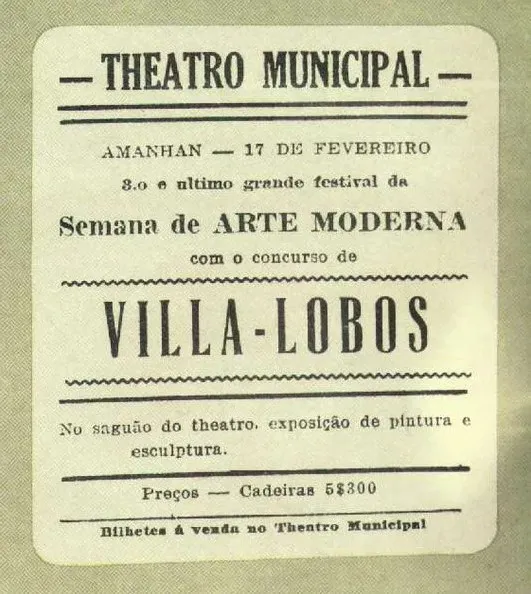 — THEATRO MUNICIPAL —
AMANHAN — 17 DE FEVEREIRO
3.o e ultimo grande festival da
Semana de ARTE MODERNA
com o concurso de
VILLA-LOBOS
No saguão do theatro, exposição de pintura e
esculptura.
Preços — Cadeiras 5$300
Bilhetes á venda no Theatro Municipal